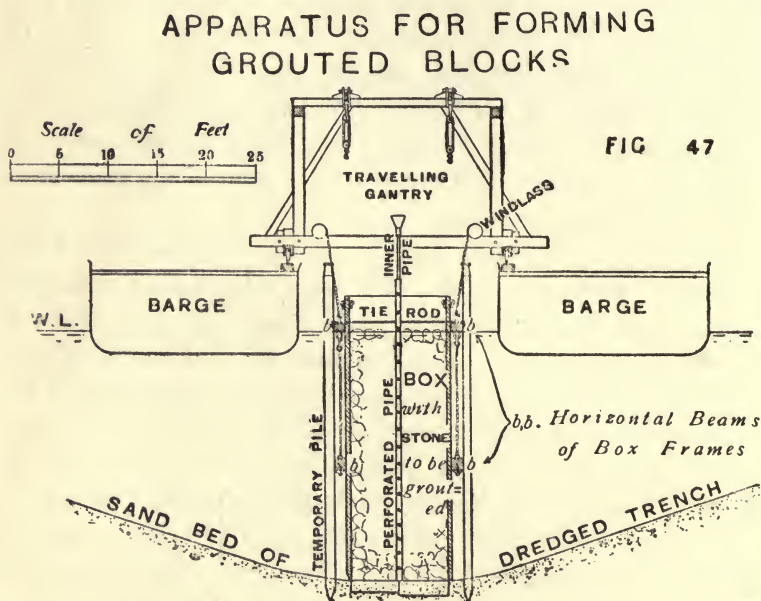 APPARATUS FOR FORMING
GROUTED BLOCKS
Scale of Feet
0 5 10 15 20 25
FIG 47
TRAVELLING
GANTRY
WINDLASS
INNER
PIPE
BARGE
BARGE
W.L.
TIE ROD
b
b
BOX
with
STONE
to be
grout=
ed
PERFORATED PIPE
TEMPORARY PILE
b
b
b,b. Horizontal Beams
of Box Frames
SAND BED OF
DREDGED TRENCH